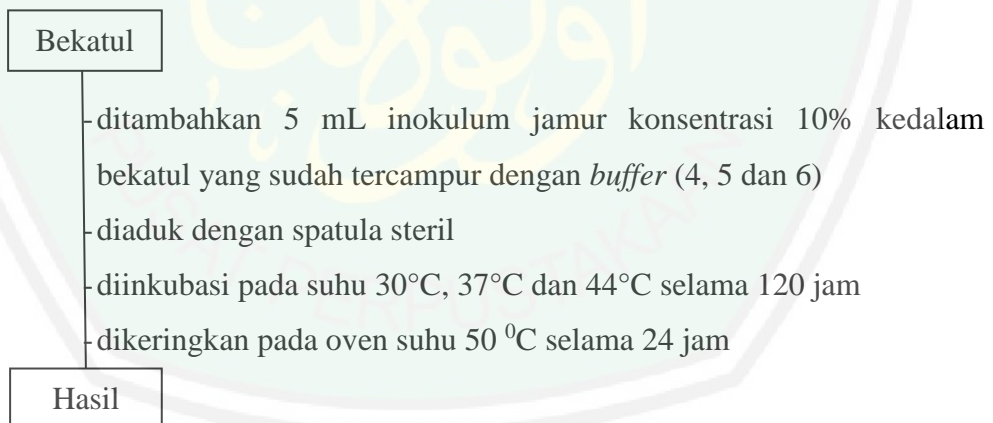 Bekatul
-ditambahkan 5 mL inokulum jamur konsentrasi 10% kedalam
bekatul yang sudah tercampur dengan buffer (4, 5 dan 6)
-diaduk dengan spatula steril
-diinkubasi pada suhu 30°C, 37°C dan 44°C selama 120 jam
-dikeringkan pada oven suhu 50 ⁰C selama 24 jam
Hasil